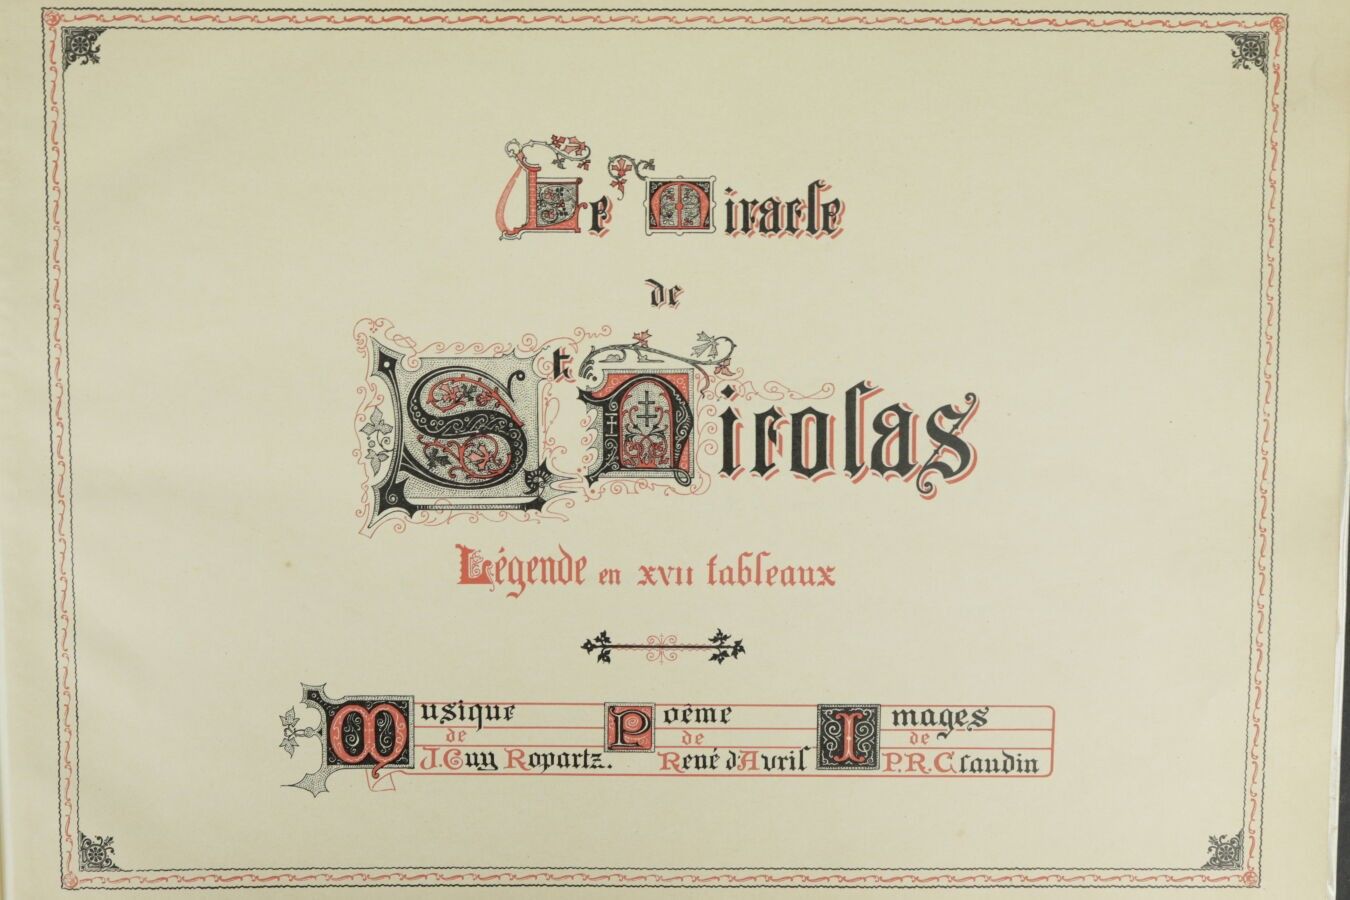 Le Miracle
de
St Nicolas
Légende en XVII tableaux
Musique de J. Guy Ropartz.
Poême de René d'Avril
Images de P.R. Claudin